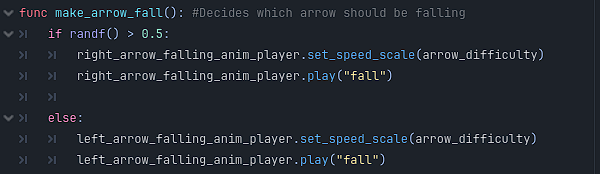 func make_arrow_fall(): #Decides which arrow should be falling
if randf() > 0.5:
right_arrow_falling_anim_player.set_speed_scale(arrow_difficulty)
right_arrow_falling_anim_player.play("fall")
else:
left_arrow_falling_anim_player.set_speed_scale(arrow_difficulty)
left_arrow_falling_anim_player.play("fall")